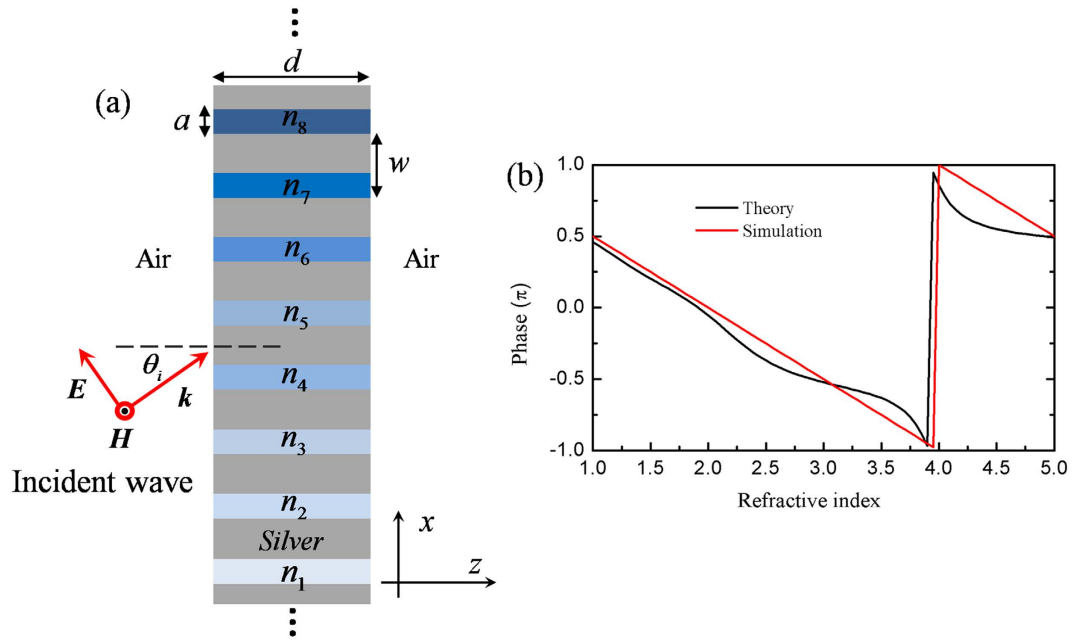 (a)
d
a
n8
w
n7
Air
n6
Air
n5
θi
E
k
n4
H
n3
Incident wave
n2
x
Silver
z
n1
(b)
Theory
Simulation
Phase (π)
1.0
0.5
0.0
-0.5
-1.0
1.0 1.5 2.0 2.5 3.0 3.5 4.0 4.5 5.0
Refractive index